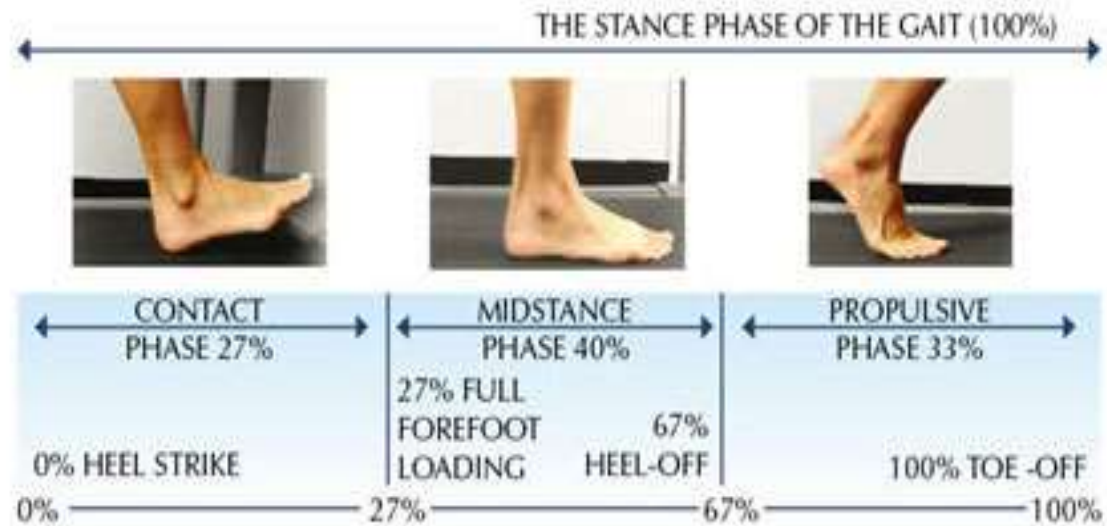 THE STANCE PHASE OF THE GAIT (100%)
CONTACT
PHASE 27%
0% HEEL STRIKE
MIDSTANCE
PHASE 40%
27% FULL
FOREFOOT
LOADING
67%
HEEL-OFF
PROPULSIVE
PHASE 33%
100% TOE -OFF
0% 27% 67% 100%